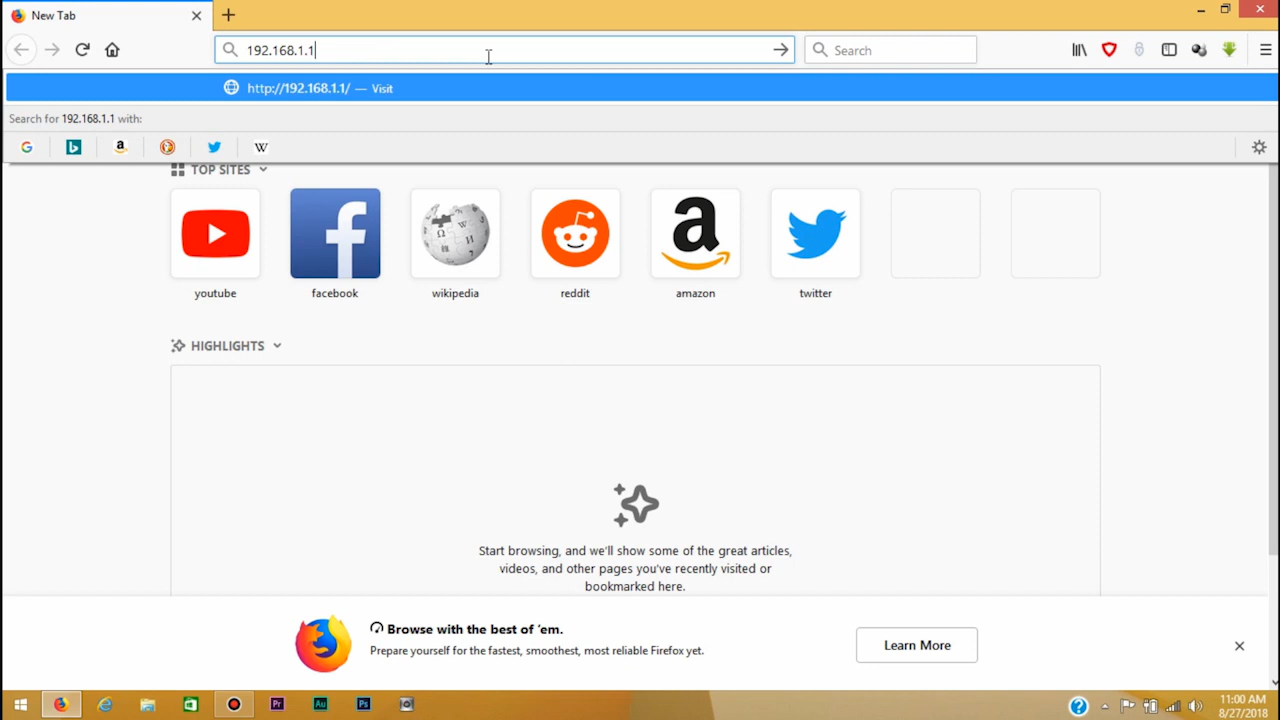 New Tab
192.168.1.1
Search
http://192.168.1.1/ — Visit
Search for 192.168.1.1 with:
TOP SITES
youtube
facebook
wikipedia
reddit
amazon
twitter
HIGHLIGHTS
Start browsing, and we'll show some of the great articles,
videos, and other pages you've recently visited or
bookmarked here.
Browse with the best of 'em.
Prepare yourself for the fastest, smoothest, most reliable Firefox yet.
Learn More
Pr
Au
Ps
11:00 AM
8/27/2018